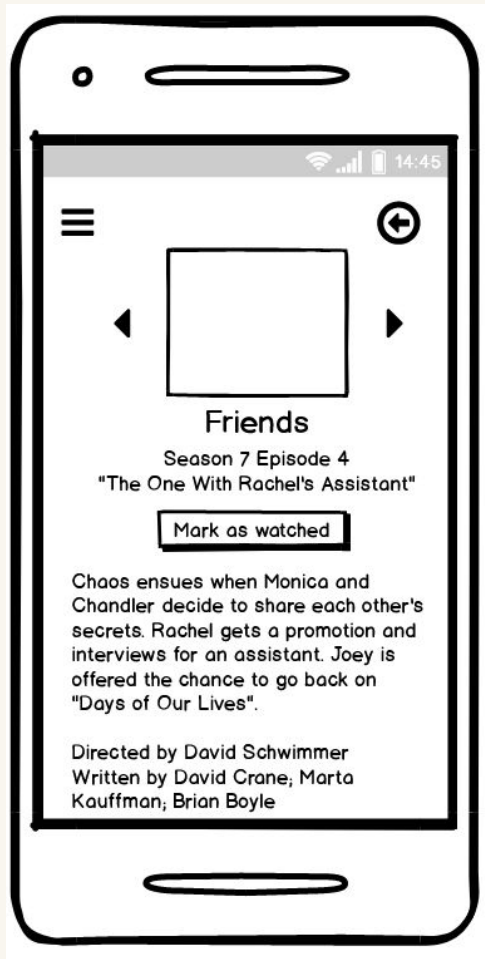 14:45
Friends
Season 7 Episode 4
"The One With Rachel's Assistant"
Mark as watched
Chaos ensues when Monica and
Chandler decide to share each other's
secrets. Rachel gets a promotion and
interviews for an assistant. Joey is
offered the chance to go back on
"Days of Our Lives".
Directed by David Schwimmer
Written by David Crane; Marta
Kauffman; Brian Boyle